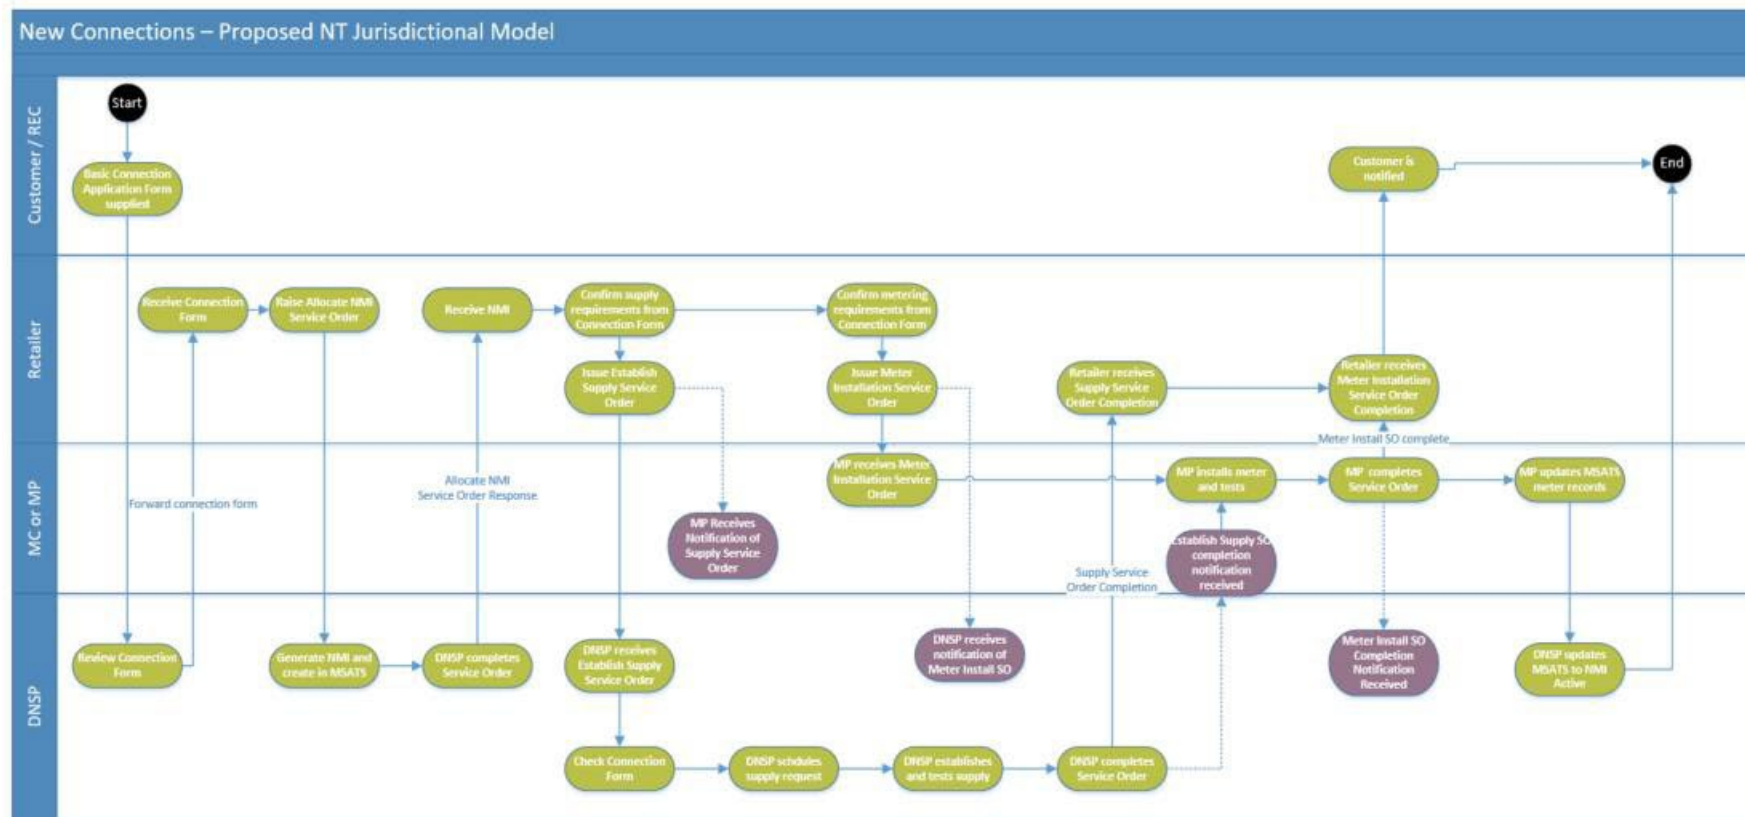 New Connections – Proposed NT Jurisdictional Model
Customer / REC
Start
Basic Connection
Application Form
supplied
Customer is
notified
End
Retailer
Receive Connection
Form
Raise Allocate NMI
Service Order
Receive NMI
Confirm supply
requirements from
Connection Form
Confirm metering
requirements from
Connection Form
Issue Establish
Supply Service
Order
Issue Meter
Installation Service
Order
Retailer receives
Supply Service
Order Completion
Retailer receives
Meter Installation
Service Order
Completion
Meter Install SO complete
MC or MP
Forward connection form
Allocate NMI
Service Order Response
MP receives Meter
Installation Service
Order
MP installs meter
and tests
MP completes
Service Order
MP updates MSATS
meter records
MP Receives
Notification of
Supply Service
Order
Establish Supply SO
completion
notification
received
Supply Service
Order Completion
DNSP
Review Connection
Form
Generate NMI and
create in MSATS
DNSP completes
Service Order
DNSP receives
Establish Supply
Service Order
DNSP receives
notification of
Meter Install SO
Meter Install SO
Completion
Notification
Received
DNSP updates
MSATS to NMI
Active
Check Connection
Form
DNSP schdules
supply request
DNSP establishes
and tests supply
DNSP completes
Service Order